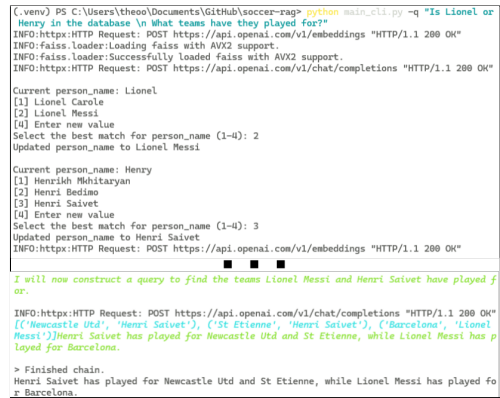 (.venv) PS C:\Users\theoo\Documents\GitHub\soccer-rag> python main_cli.py -q "Is Lionel or
Henry in the database \n What teams have they played for?"
INFO:httpx:HTTP Request: POST https://api.openai.com/v1/embeddings "HTTP/1.1 200 OK"
INFO:faiss.loader:Loading faiss with AVX2 support.
INFO:faiss.loader:Successfully loaded faiss with AVX2 support.
INFO:httpx:HTTP Request: POST https://api.openai.com/v1/chat/completions "HTTP/1.1 200 OK"
Current person_name: Lionel
[1] Lionel Carole
[2] Lionel Messi
[4] Enter new value
Select the best match for person_name (1-4): 2
Updated person_name to Lionel Messi
Current person_name: Henry
[1] Henrikh Mkhitaryan
[2] Henri Bedimo
[3] Henri Saivet
[4] Enter new value
Select the best match for person_name (1-4): 3
Updated person_name to Henri Saivet
INFO:httpx:HTTP Request: POST https://api.openai.com/v1/embeddings "HTTP/1.1 200 OK"
I will now construct a query to find the teams Lionel Messi and Henri Saivet have played f
or.
INFO:httpx:HTTP Request: POST https://api.openai.com/v1/chat/completions "HTTP/1.1 200 OK"
[('Newcastle Utd', 'Henri Saivet'), ('St Etienne', 'Henri Saivet'), ('Barcelona', 'Lionel
Messi')]Henri Saivet has played for Newcastle Utd and St Etienne, while Lionel Messi has p
layed for Barcelona.
> Finished chain.
Henri Saivet has played for Newcastle Utd and St Etienne, while Lionel Messi has played fo
r Barcelona.